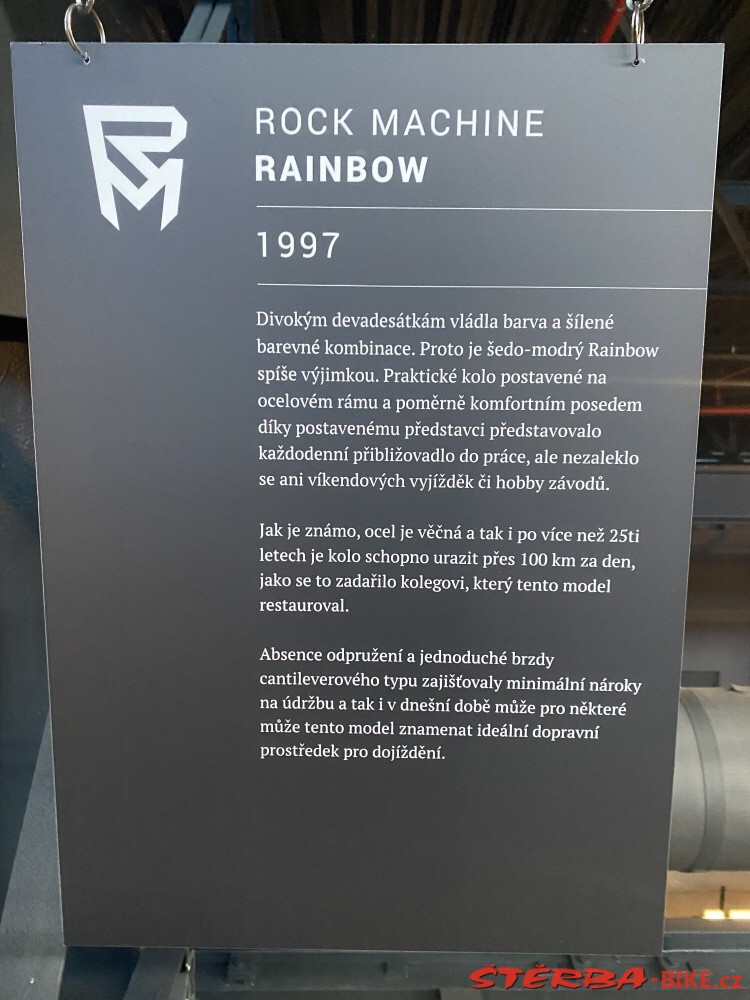 RM
ROCK MACHINE
RAINBOW
1997
Divokým devadesátkám vládla barva a šílené
barevné kombinace. Proto je šedo-modrý Rainbow
spíše výjimkou. Praktické kolo postavené na
ocelovém rámu a poměrně komfortním posedem
díky postavenému představci představovalo
každodenní přibližovadlo do práce, ale nezaleklo
se ani víkendových vyjížděk či hobby závodů.
Jak je známo, ocel je věčná a tak i po více než 25ti
letech je kolo schopno urazit přes 100 km za den,
jako se to zadařilo kolegovi, který tento model
restauroval.
Absence odpružení a jednoduché brzdy
cantileverového typu zajišťovaly minimální nároky
na údržbu a tak i v dnešní době může pro některé
může tento model znamenat ideální dopravní
prostředek pro dojíždění.
ŠTĚRBA-BIKE.cz